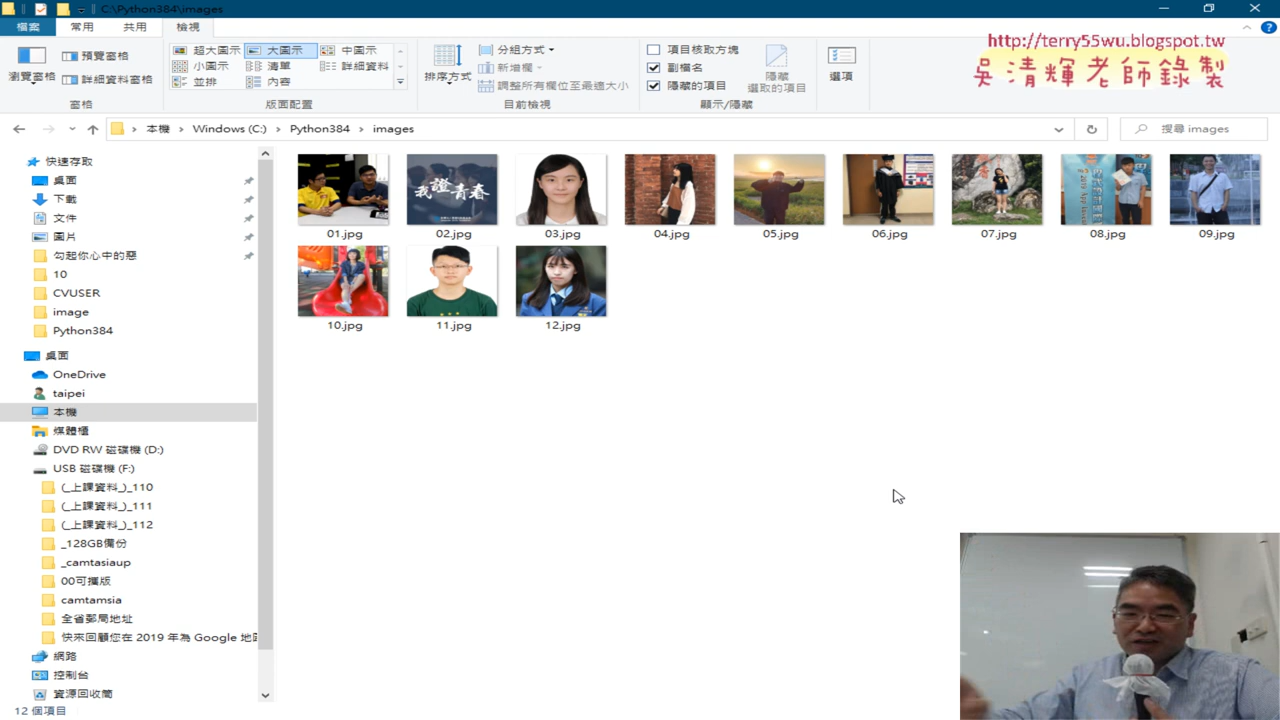 C:\Python384\images
檔案 常用 共用 檢視
瀏覽窗格
預覽窗格
詳細資料窗格
窗格
超大圖示 大圖示 中圖示
小圖示 清單 詳細資料
並排 內容
版面配置
排序方式
分組方式
新增欄
調整所有欄位至最適大小
目前檢視
項目核取方塊
副檔名
隱藏的項目
隱藏
選取的項目
顯示/隱藏
選項
http://terry55wu.blogspot.tw
吳清輝老師錄製
本機 Windows (C:) Python384 images
搜尋 images
快速存取
桌面
下載
文件
圖片
勾起你心中的惡
10
CVUSER
image
Python384
桌面
OneDrive
taipei
本機
媒體櫃
DVD RW 磁碟機 (D:)
USB 磁碟機 (F:)
(_上課資料_)_110
(_上課資料_)_111
(_上課資料_)_112
_128GB備份
_camtasiaup
00可攜版
camtamsia
全省郵局地址
快來回顧您在 2019 年為 Google 地
網路
控制台
資源回收筒
我證青春
01.jpg 02.jpg 03.jpg 04.jpg 05.jpg 06.jpg 07.jpg 08.jpg 09.jpg
10.jpg 11.jpg 12.jpg
12 個項目